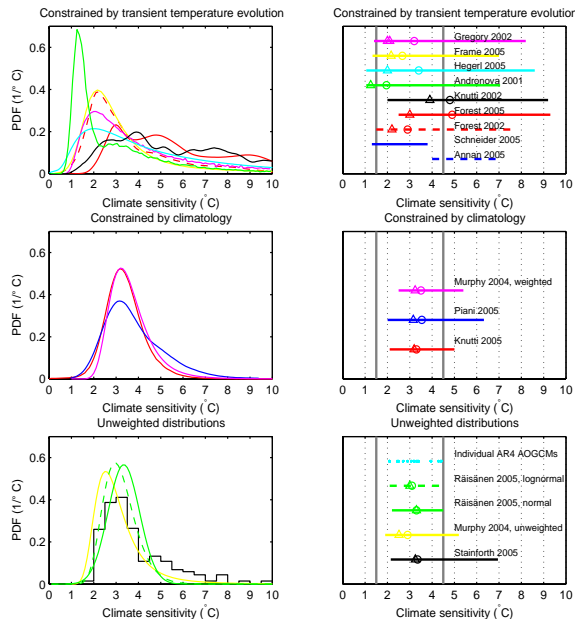 Constrained by transient temperature evolution
PDF (1/° C)
0.6
0.4
0.2
0
0 1 2 3 4 5 6 7 8 9 10
Climate sensitivity (°C)
Constrained by transient temperature evolution
Gregory 2002
Frame 2005
Hegerl 2005
Andronova 2001
Knutti 2002
Forest 2005
Forest 2002
Schneider 2005
Annan 2005
0 1 2 3 4 5 6 7 8 9 10
Climate sensitivity (°C)
Constrained by climatology
PDF (1/° C)
0.6
0.4
0.2
0
0 1 2 3 4 5 6 7 8 9 10
Climate sensitivity (°C)
Constrained by climatology
Murphy 2004, weighted
Piani 2005
Knutti 2005
0 1 2 3 4 5 6 7 8 9 10
Climate sensitivity (°C)
Unweighted distributions
PDF (1/° C)
0.6
0.4
0.2
0
0 1 2 3 4 5 6 7 8 9 10
Climate sensitivity (°C)
Unweighted distributions
Individual AR4 AOGCMs
Räisänen 2005, lognormal
Räisänen 2005, normal
Murphy 2004, unweighted
Stainforth 2005
0 1 2 3 4 5 6 7 8 9 10
Climate sensitivity (°C)